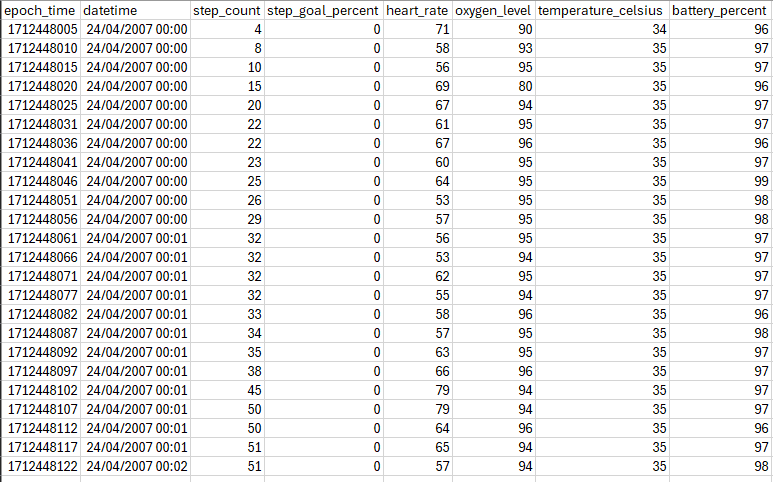 epoch_time datetime step_count step_goal_percent heart_rate oxygen_level temperature_celsius battery_percent
1712448005 24/04/2007 00:00 4 0 71 90 34 96
1712448010 24/04/2007 00:00 8 0 58 93 35 97
1712448015 24/04/2007 00:00 10 0 56 95 35 97
1712448020 24/04/2007 00:00 15 0 69 80 35 96
1712448025 24/04/2007 00:00 20 0 67 94 35 97
1712448031 24/04/2007 00:00 22 0 61 95 35 97
1712448036 24/04/2007 00:00 22 0 67 96 35 96
1712448041 24/04/2007 00:00 23 0 60 95 35 97
1712448046 24/04/2007 00:00 25 0 64 95 35 99
1712448051 24/04/2007 00:00 26 0 53 95 35 98
1712448056 24/04/2007 00:00 29 0 57 95 35 98
1712448061 24/04/2007 00:01 32 0 56 95 35 97
1712448066 24/04/2007 00:01 32 0 53 94 35 97
1712448071 24/04/2007 00:01 32 0 62 95 35 97
1712448077 24/04/2007 00:01 32 0 55 94 35 97
1712448082 24/04/2007 00:01 33 0 58 96 35 96
1712448087 24/04/2007 00:01 34 0 57 95 35 98
1712448092 24/04/2007 00:01 35 0 63 95 35 97
1712448097 24/04/2007 00:01 38 0 66 96 35 97
1712448102 24/04/2007 00:01 45 0 79 94 35 97
1712448107 24/04/2007 00:01 50 0 79 94 35 97
1712448112 24/04/2007 00:01 50 0 64 96 35 96
1712448117 24/04/2007 00:01 51 0 65 94 35 97
1712448122 24/04/2007 00:02 51 0 57 94 35 98